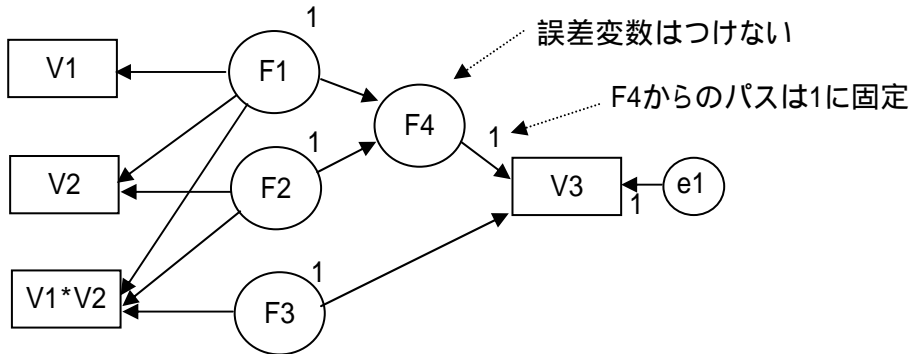 1
誤差変数はつけない
V1
F1
F4からのパスは1に固定
F4
1
1
V2
F2
V3
e1
1
1
V1*V2
F3